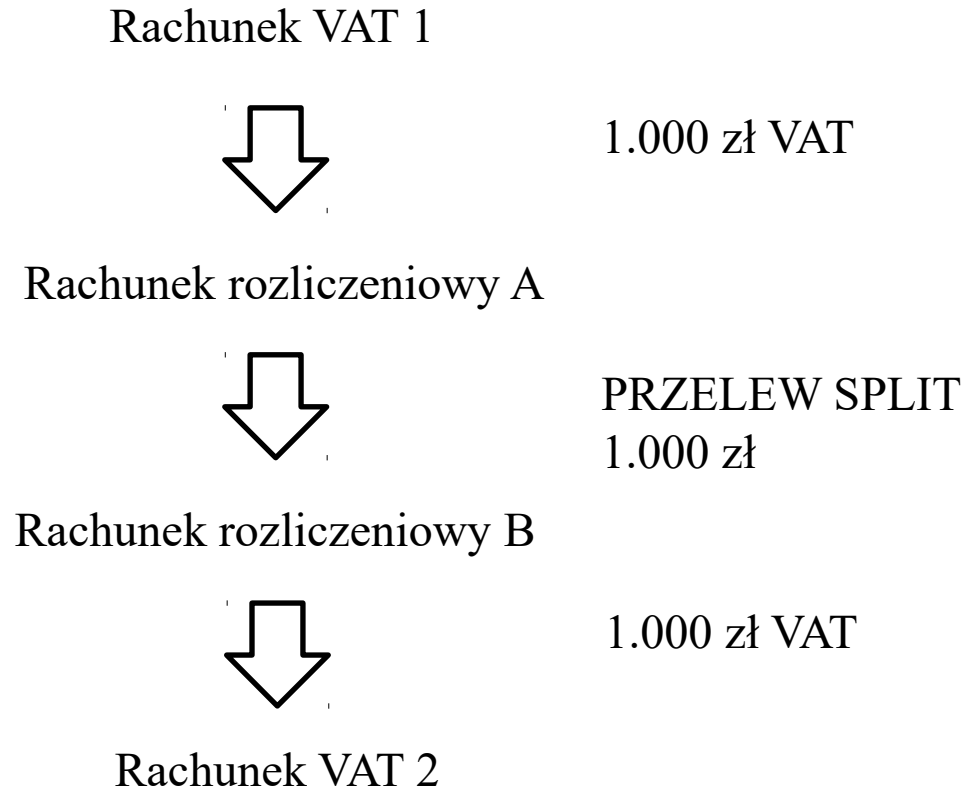 Rachunek VAT 1
1.000 zł VAT
Rachunek rozliczeniowy A
PRZELEW SPLIT
1.000 zł
Rachunek rozliczeniowy B
1.000 zł VAT
Rachunek VAT 2